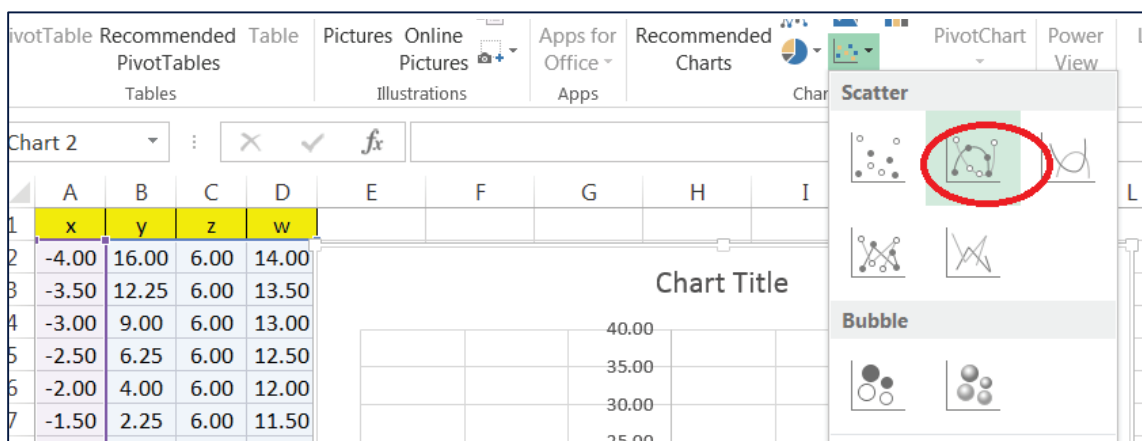 Recommended Table Pictures Online Apps for Recommended PivotChart Power
PivotTables Pictures Office Charts View
Tables Illustrations Apps
Scatter
Chart 2 fx
A B C D E F G H I L
1 x y z w
2 -4.00 16.00 6.00 14.00
3 -3.50 12.25 6.00 13.50
4 -3.00 9.00 6.00 13.00
5 -2.50 6.25 6.00 12.50
6 -2.00 4.00 6.00 12.00
7 -1.50 2.25 6.00 11.50
Chart Title
40.00
35.00
30.00
25.00
Bubble